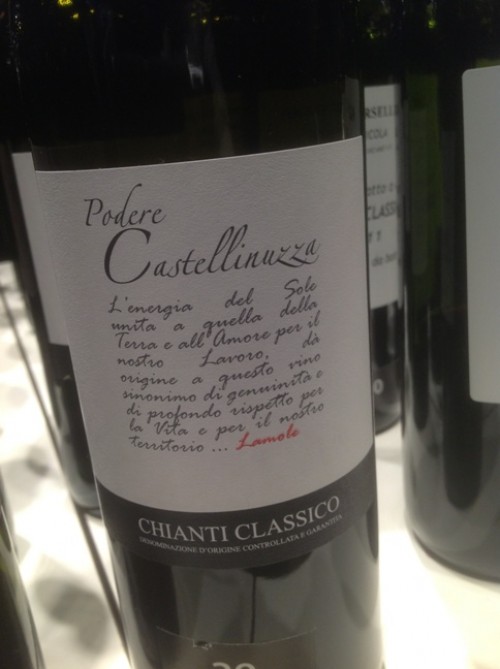 Podere
Castellinuzza
L'energia del Sole
unita a quella della
Terra e all'Amore per il
nostro Lavoro, dà
origine a questo vino
sinonimo di genuinità e
di profondo rispetto per
la Vita e per il nostro
territorio ... Lamole
CHIANTI CLASSICO
DENOMINAZIONE D'ORIGINE CONTROLLATA E GARANTITA